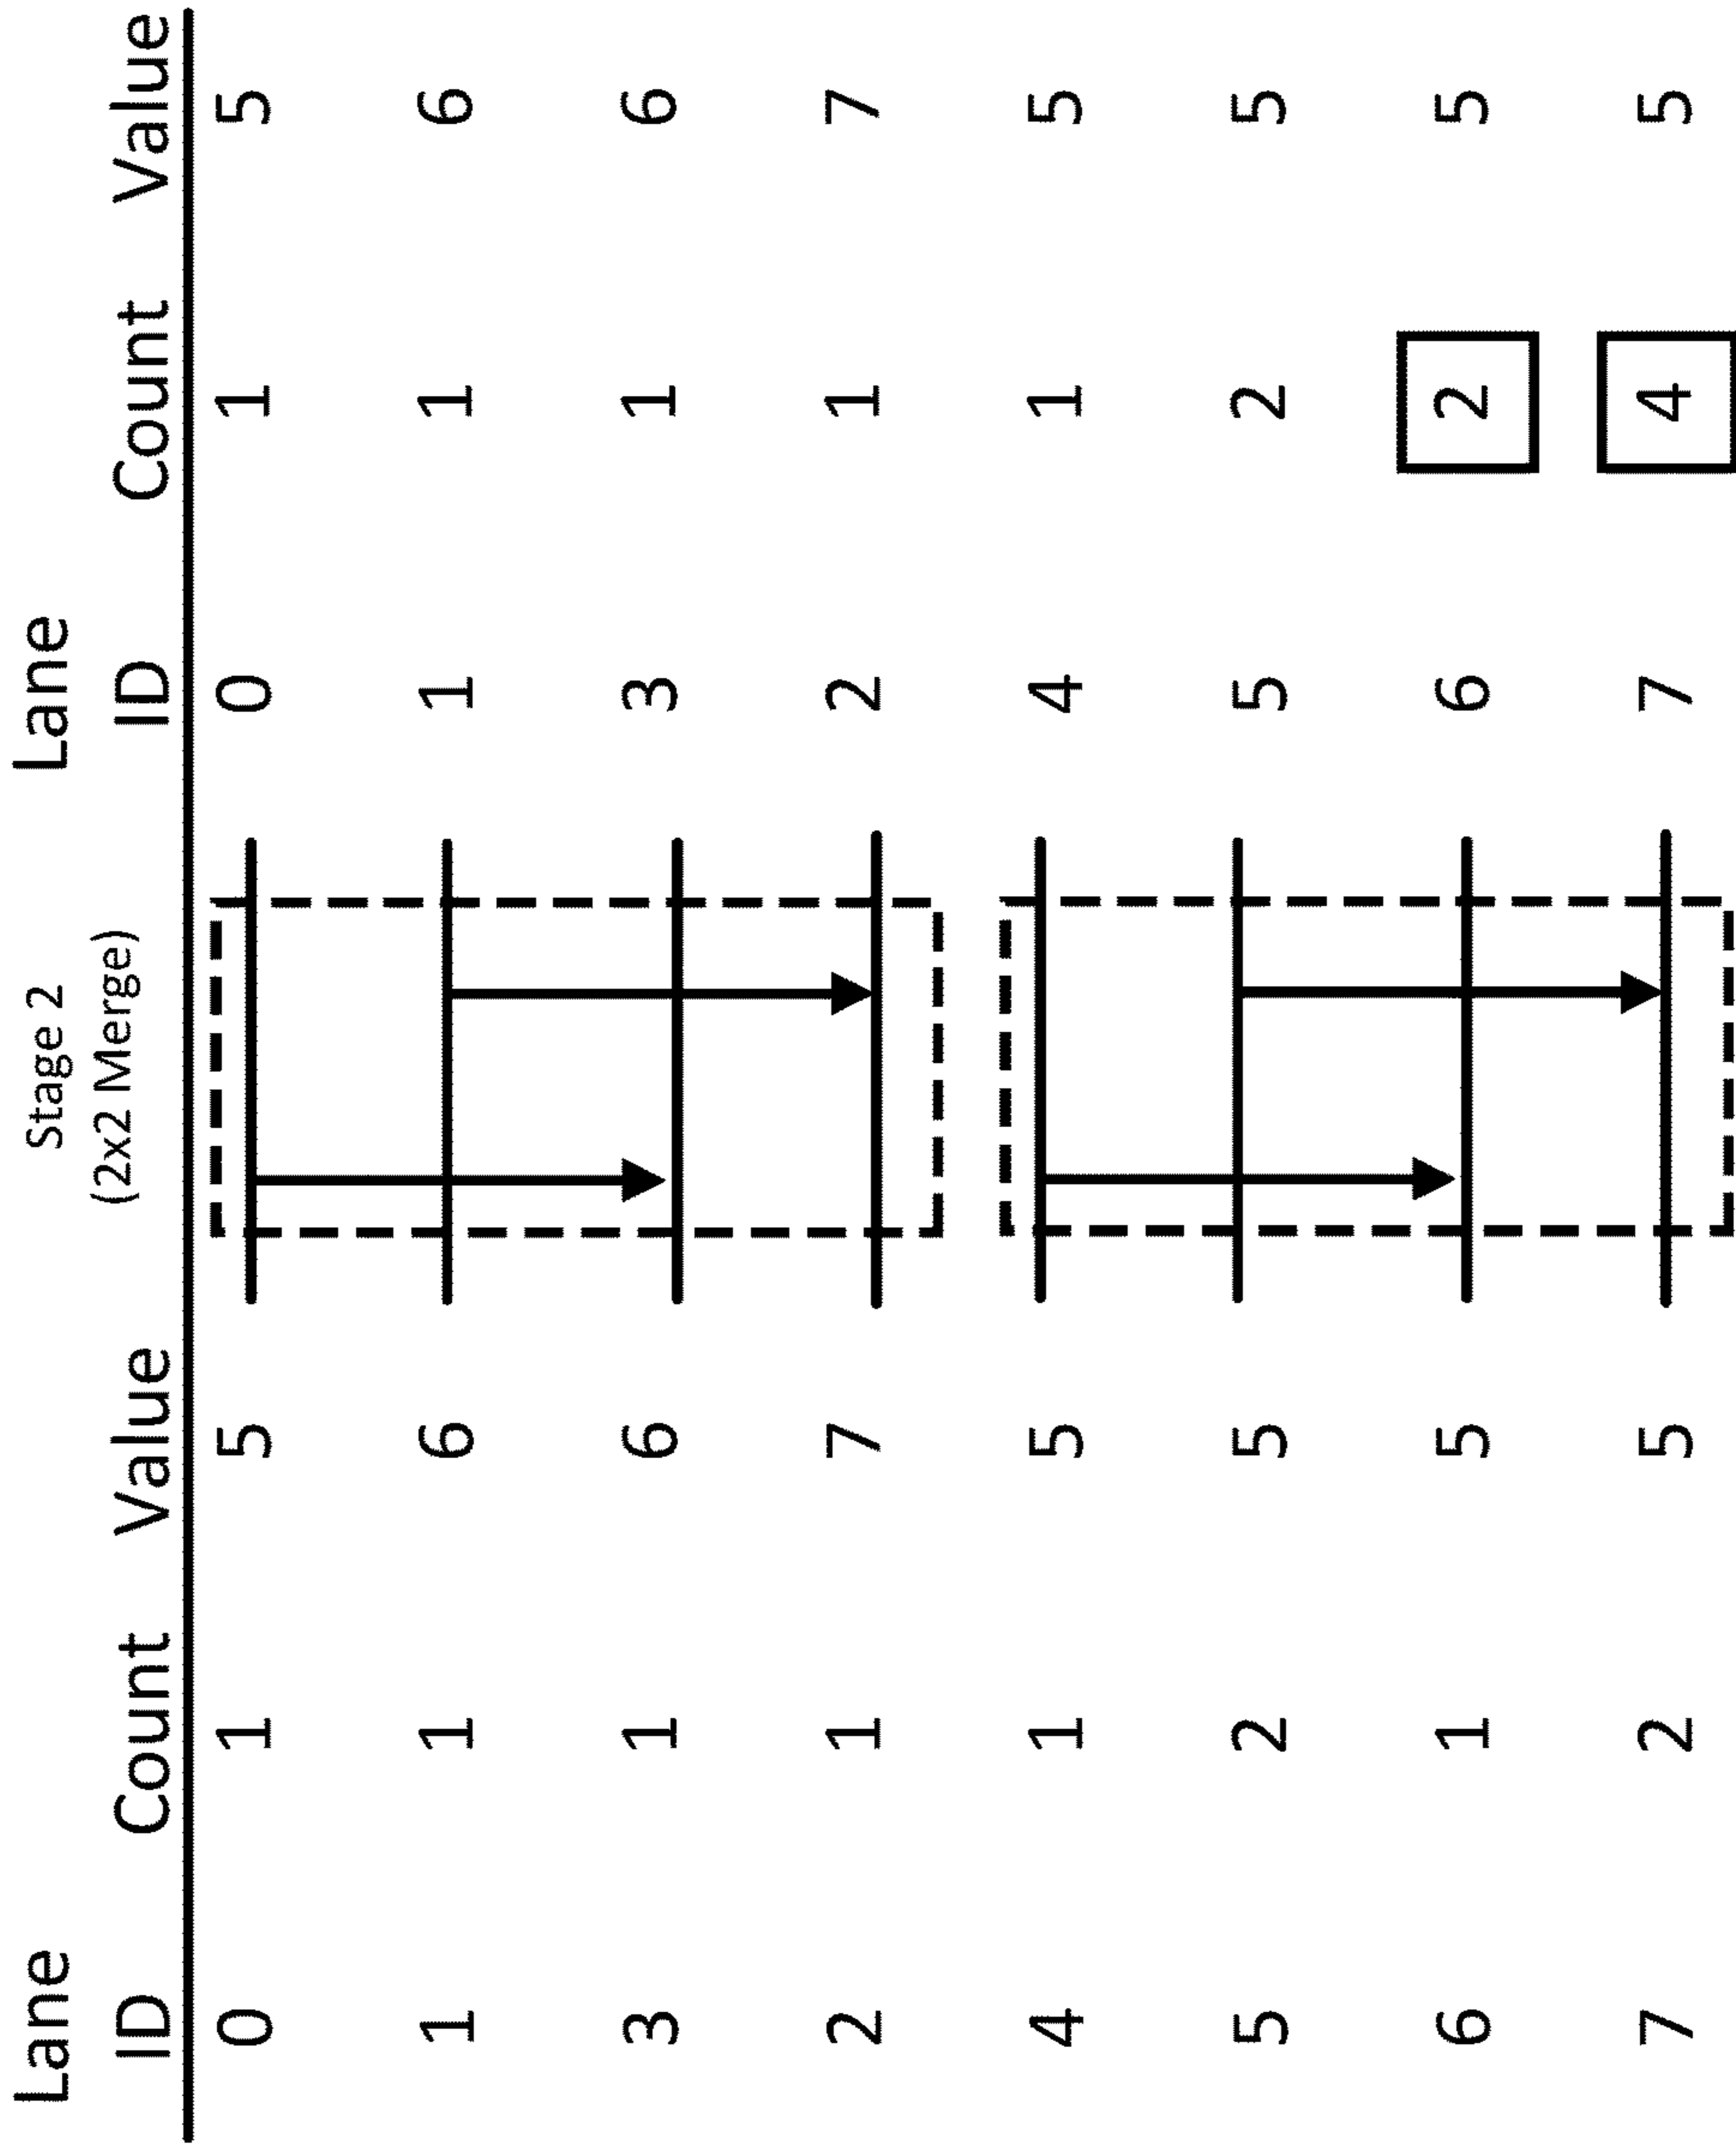 Lane Stage 2 Lane
ID Count Value (2x2 Merge) ID Count Value
0 1 5 0 1 5
1 1 6 1 1 6
3 1 6 3 1 6
2 1 7 2 1 7
4 1 5 4 1 5
5 2 5 5 2 5
6 1 5 6 2 5
7 2 5 7 4 5